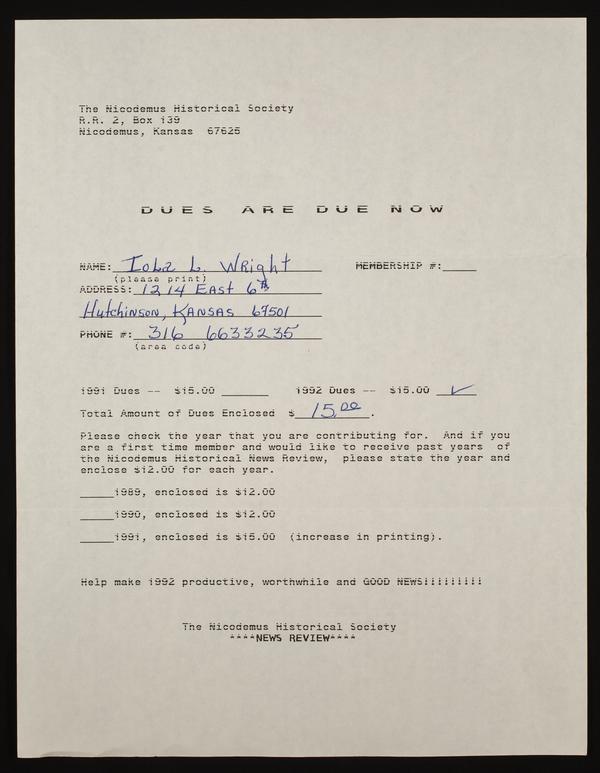 The Nicodemus Historical Society
R.R. 2, Box 139
Nicodemus, Kansas 67625
DUES ARE DUE NOW
NAME: Iola L. Wright MEMBERSHIP #:_____
(please print)
ADDRESS: 1214 East 6th
Hutchinson, Kansas 67501
PHONE #: 316 6633235
(area code)
1991 Dues -- $15.00 _______ 1992 Dues -- $15.00 ✓
Total Amount of Dues Enclosed $ 15.00.
Please check the year that you are contributing for. And if you
are a first time member and would like to receive past years of
the Nicodemus Historical News Review, please state the year and
enclose $12.00 for each year.
_____1989, enclosed is $12.00
_____1990, enclosed is $12.00
_____1991, enclosed is $15.00 (increase in printing).
Help make 1992 productive, worthwhile and GOOD NEWS!!!!!!!!!
The Nicodemus Historical Society
****NEWS REVIEW****